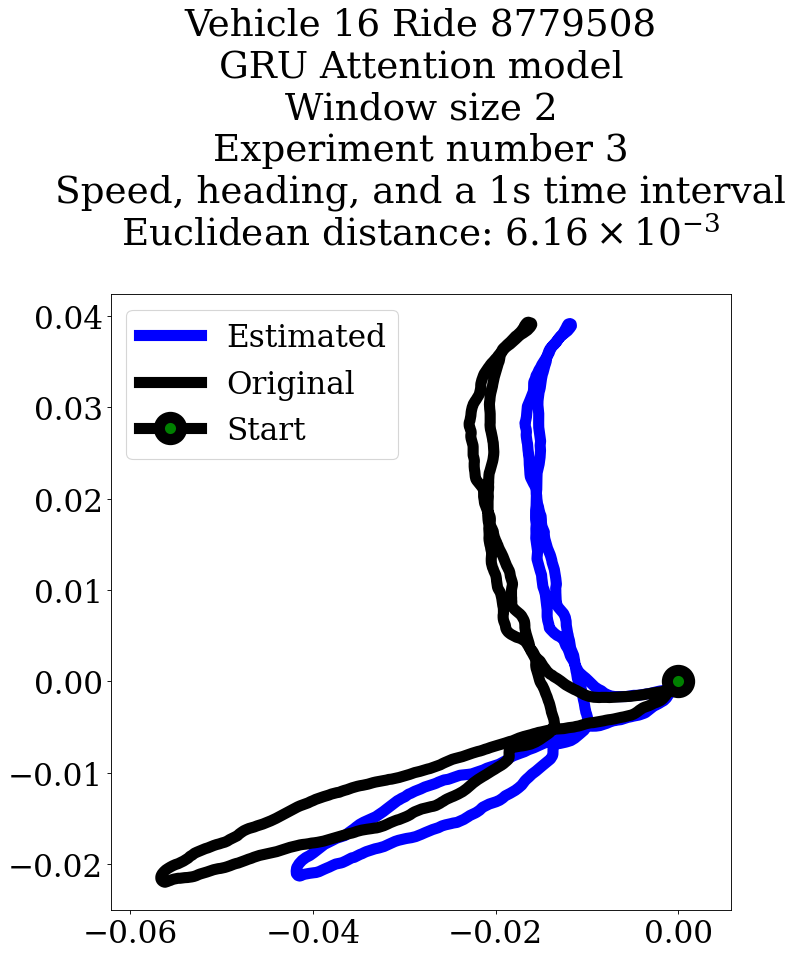 Vehicle 16 Ride 8779508
GRU Attention model
Window size 2
Experiment number 3
Speed, heading, and a 1s time interval
Euclidean distance: 6.16 × 10⁻³
Estimated
Original
Start
0.04
0.03
0.02
0.01
0.00
−0.01
−0.02
−0.06 −0.04 −0.02 0.00